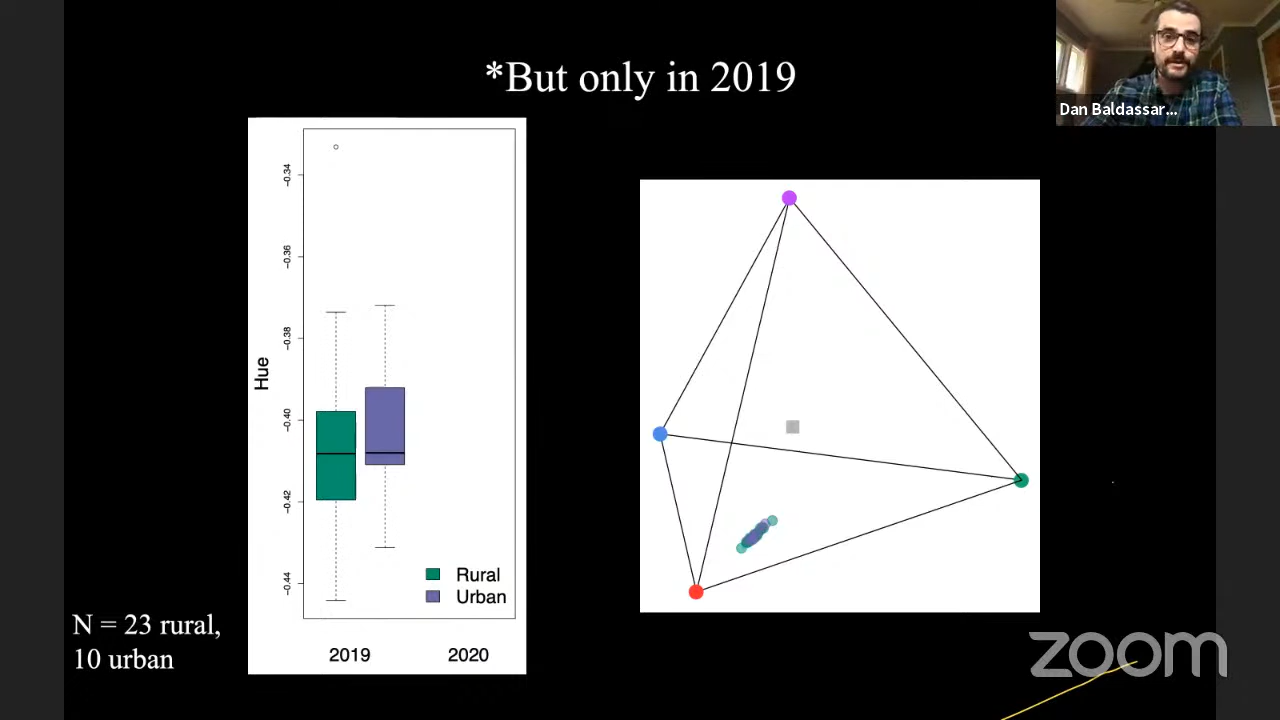 *But only in 2019
Dan Baldassar...
-0.34
-0.36
-0.38
-0.40
-0.42
-0.44
Hue
Rural
Urban
2019
2020
N = 23 rural,
10 urban
zoom